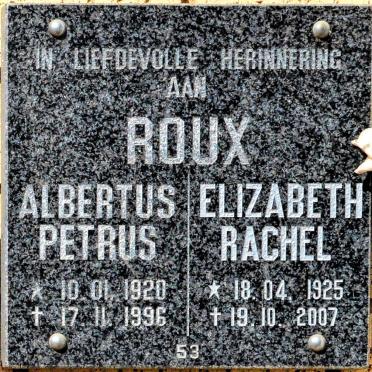 IN LIEFDEVOLLE HERINNERING
AAN
ROUX
ALBERTUS
PETRUS
★ 10. 01. 1920
† 17. 11. 1996
ELIZABETH
RACHEL
★ 18. 04. 1925
† 19. 10. 2007
53